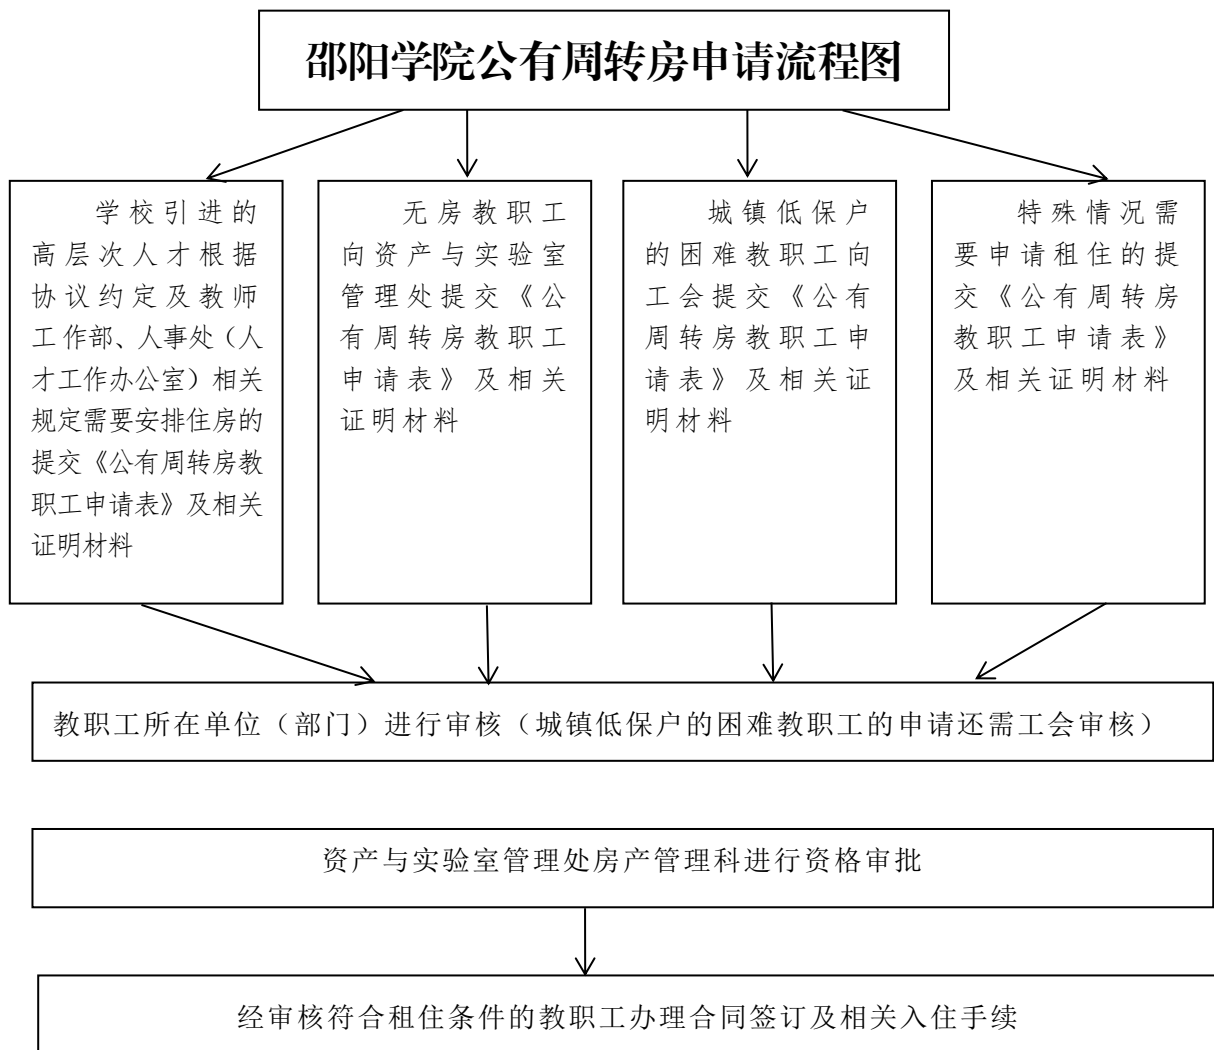 邵阳学院公有周转房申请流程图
学校引进的
高层次人才根据
协议约定及教师
工作部、人事处（人
才工作办公室）相关
规定需要安排住房的
提交《公有周转房教
职工申请表》及相关
证明材料
无房教职工
向资产与实验室
管理处提交《公
有周转房教职工
申请表》及相关
证明材料
城镇低保户
的困难教职工向
工会提交《公有
周转房教职工申
请表》及相关证
明材料
特殊情况需
要申请租住的提
交《公有周转房
教职工申请表》
及相关证明材料
教职工所在单位（部门）进行审核（城镇低保户的困难教职工的申请还需工会审核）
资产与实验室管理处房产管理科进行资格审批
经审核符合租住条件的教职工办理合同签订及相关入住手续